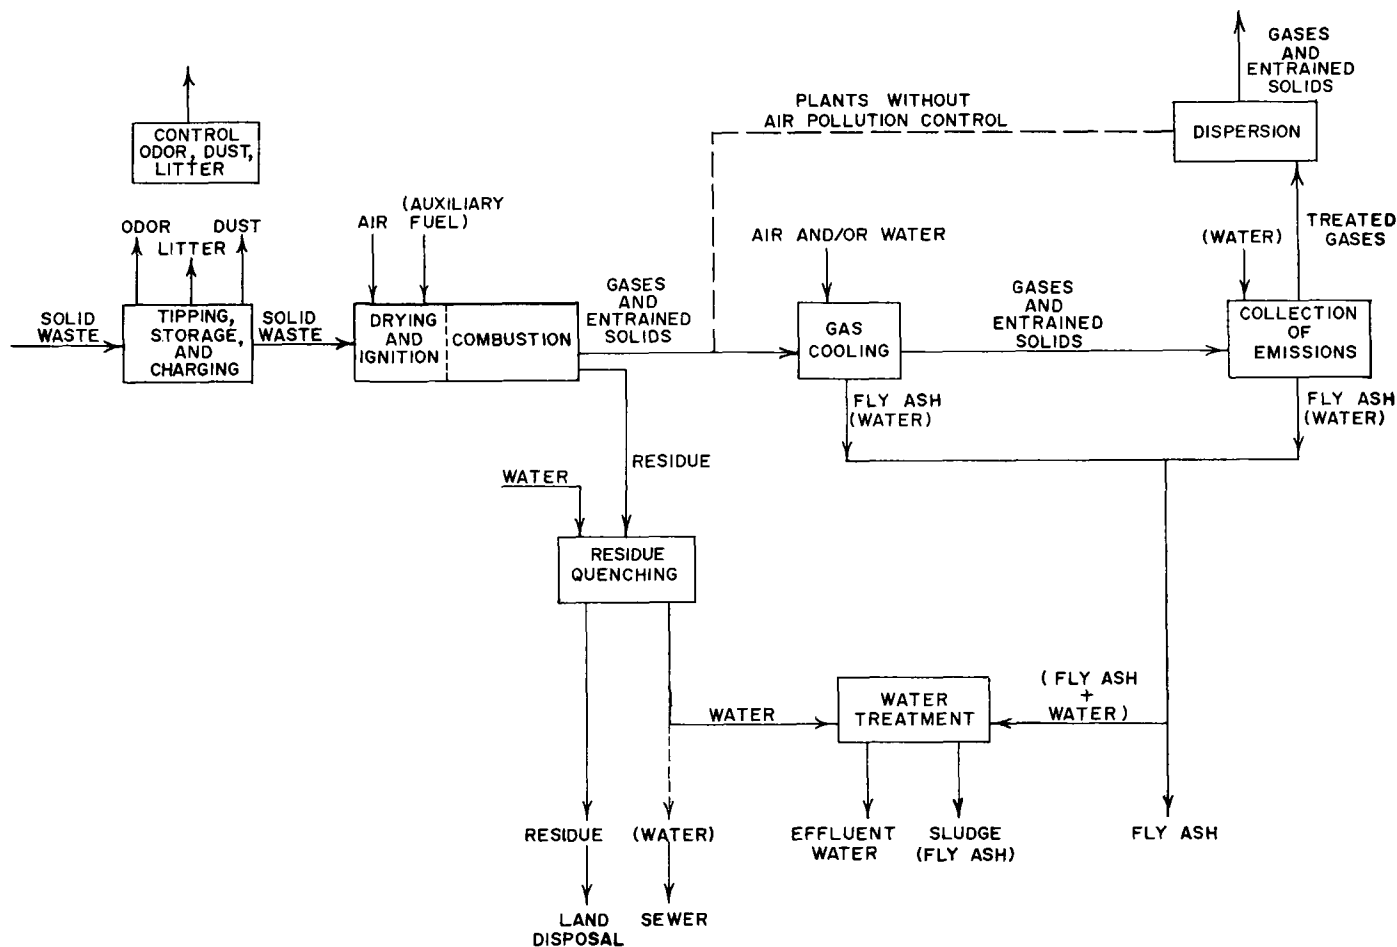 GASES
AND
ENTRAINED
SOLIDS
PLANTS WITHOUT
AIR POLLUTION CONTROL
DISPERSION
CONTROL
ODOR, DUST,
LITTER
(AUXILIARY
FUEL)
AIR
ODOR
DUST
LITTER
TREATED
GASES
AIR AND/OR WATER
(WATER)
SOLID
WASTE
TIPPING,
STORAGE,
AND
CHARGING
SOLID
WASTE
DRYING
AND
IGNITION
COMBUSTION
GASES
AND
ENTRAINED
SOLIDS
GAS
COOLING
GASES
AND
ENTRAINED
SOLIDS
COLLECTION
OF
EMISSIONS
FLY ASH
(WATER)
FLY ASH
(WATER)
RESIDUE
WATER
RESIDUE
QUENCHING
WATER
WATER
TREATMENT
( FLY ASH
+
WATER)
RESIDUE
(WATER)
EFFLUENT
WATER
SLUDGE
(FLY ASH)
FLY ASH
LAND
DISPOSAL
SEWER